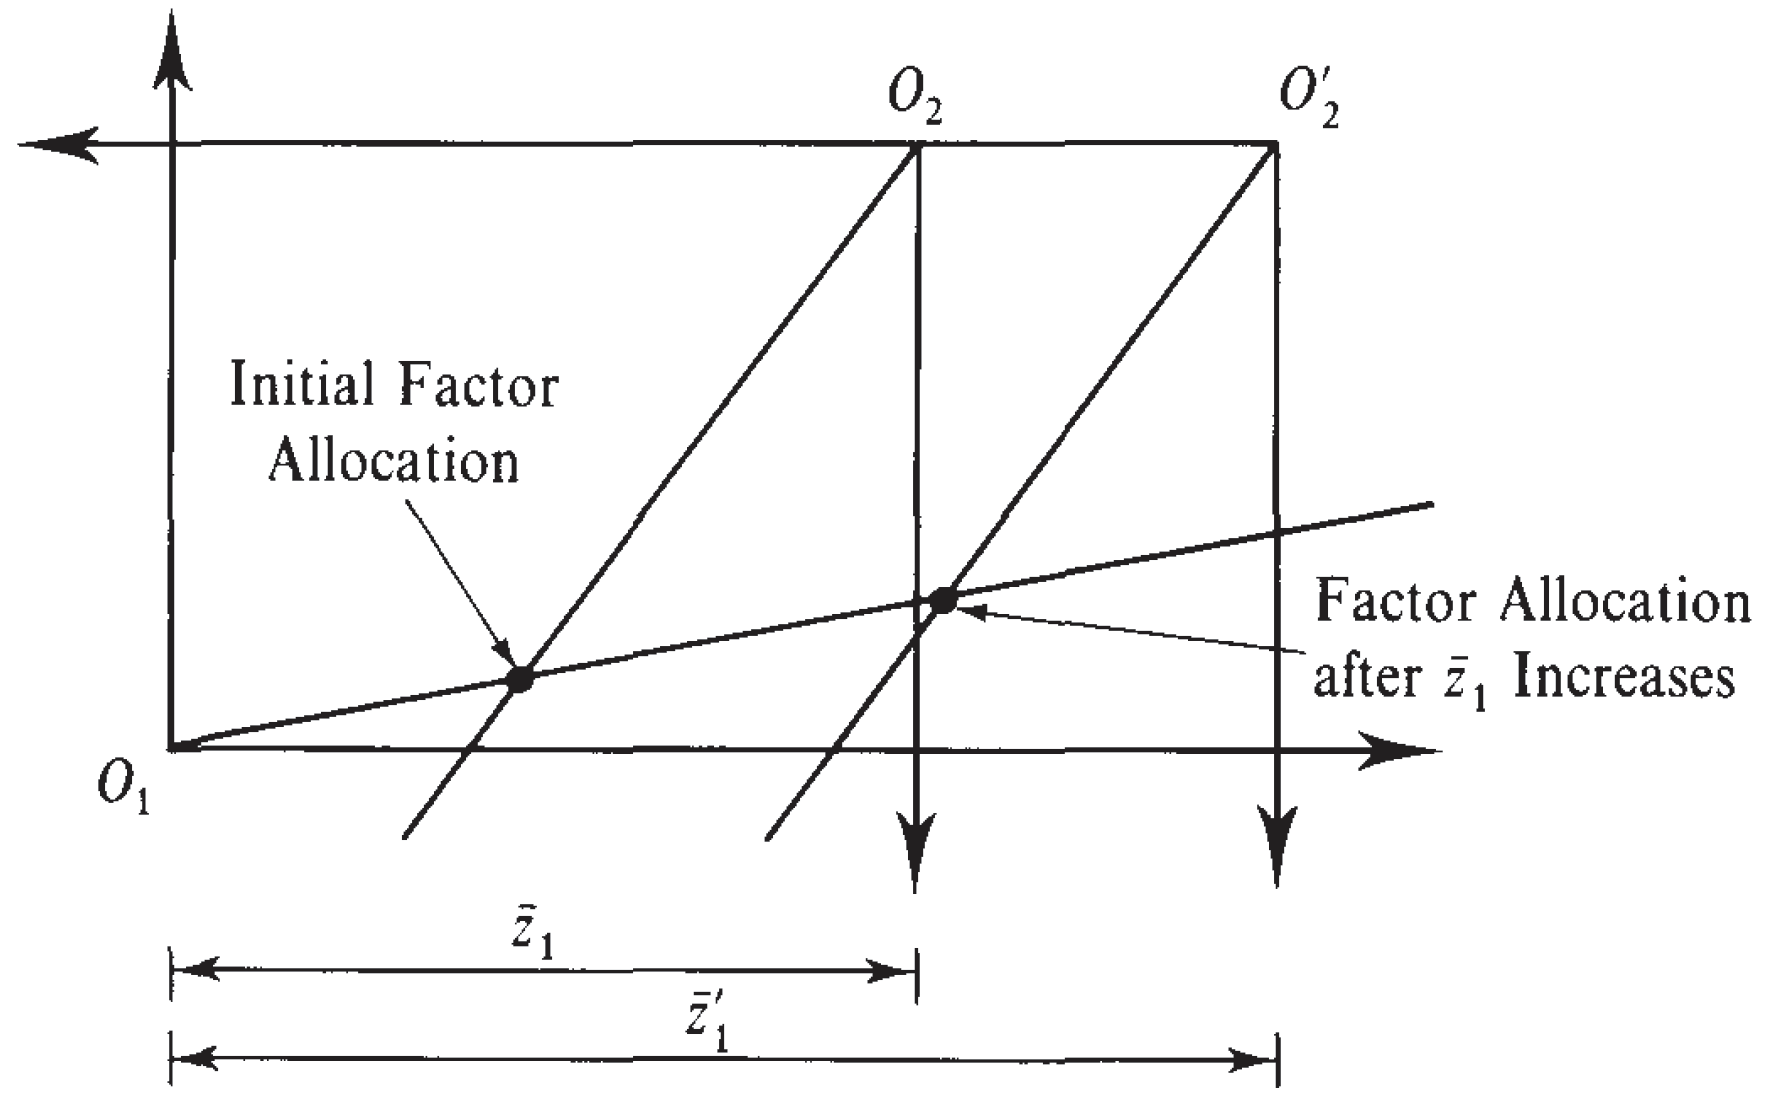 O₂
O′₂
Initial Factor
Allocation
Factor Allocation
after z̄₁ Increases
O₁
z̄₁
z̄′₁